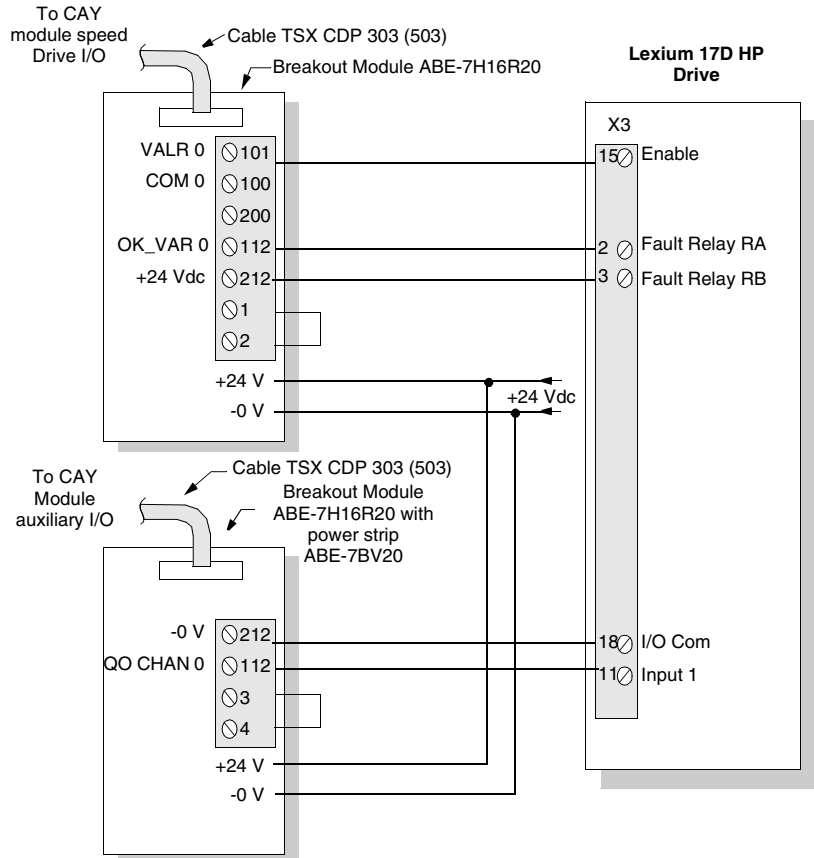 To CAY
module speed
Drive I/O
Cable TSX CDP 303 (503)
Breakout Module ABE-7H16R20
Lexium 17D HP
Drive
X3
VALR 0 101
15 Enable
COM 0 100
200
OK_VAR 0 112
2 Fault Relay RA
+24 Vdc 212
3 Fault Relay RB
1
2
+24 V
+24 Vdc
-0 V
To CAY
Module
auxiliary I/O
Cable TSX CDP 303 (503)
Breakout Module
ABE-7H16R20 with
power strip
ABE-7BV20
-0 V 212
18 I/O Com
QO CHAN 0 112
11 Input 1
3
4
+24 V
-0 V